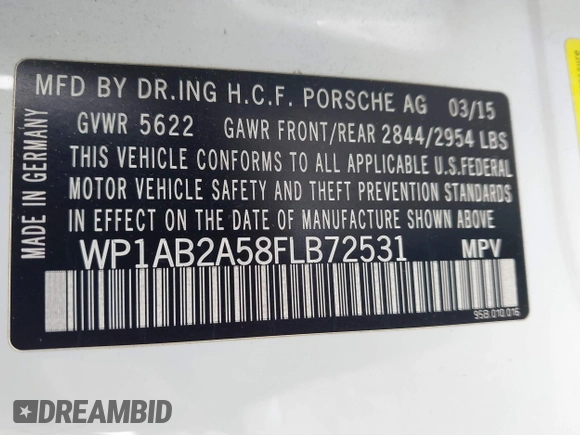 MFD BY DR.ING H.C.F. PORSCHE AG 03/15
GVWR 5622 GAWR FRONT/REAR 2844/2954 LBS
THIS VEHICLE CONFORMS TO ALL APPLICABLE U.S.FEDERAL
MOTOR VEHICLE SAFETY AND THEFT PREVENTION STANDARDS
IN EFFECT ON THE DATE OF MANUFACTURE SHOWN ABOVE
WP1AB2A58FLB72531 MPV
MADE IN GERMANY
95B.010.016
DREAMBID